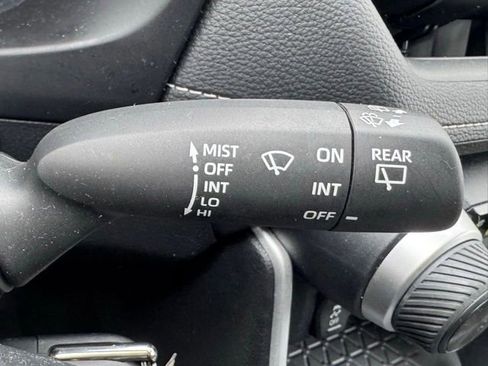 MIST
OFF
INT
LO
HI
ON
INT
OFF
REAR